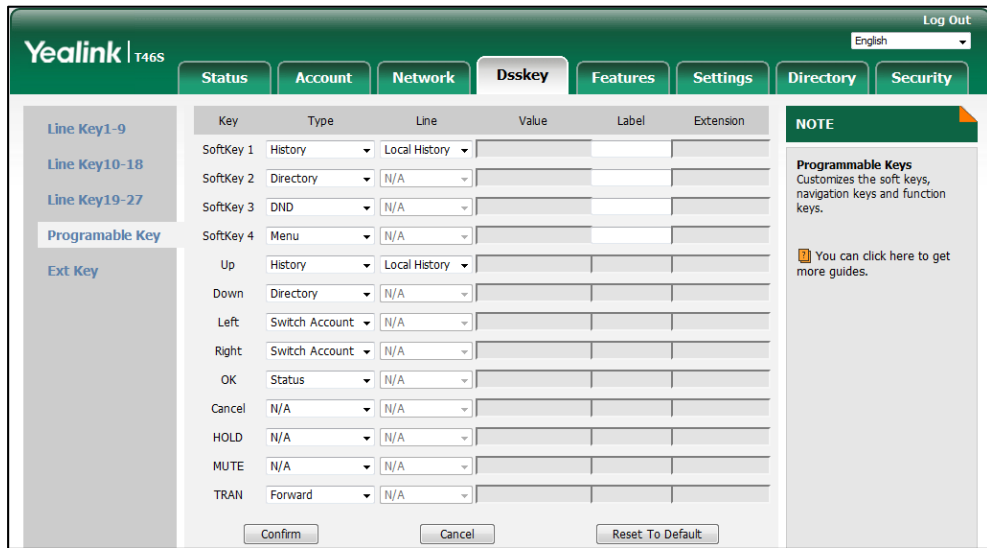 Log Out
Yealink T46S
English
Status Account Network Dsskey Features Settings Directory Security
Line Key1-9
Line Key10-18
Line Key19-27
Programable Key
Ext Key
Key Type Line Value Label Extension
SoftKey 1 History Local History
SoftKey 2 Directory N/A
SoftKey 3 DND N/A
SoftKey 4 Menu N/A
Up History Local History
Down Directory N/A
Left Switch Account N/A
Right Switch Account N/A
OK Status N/A
Cancel N/A N/A
HOLD N/A N/A
MUTE N/A N/A
TRAN Forward N/A
Confirm Cancel Reset To Default
NOTE
Programmable Keys
Customizes the soft keys,
navigation keys and function
keys.
You can click here to get
more guides.